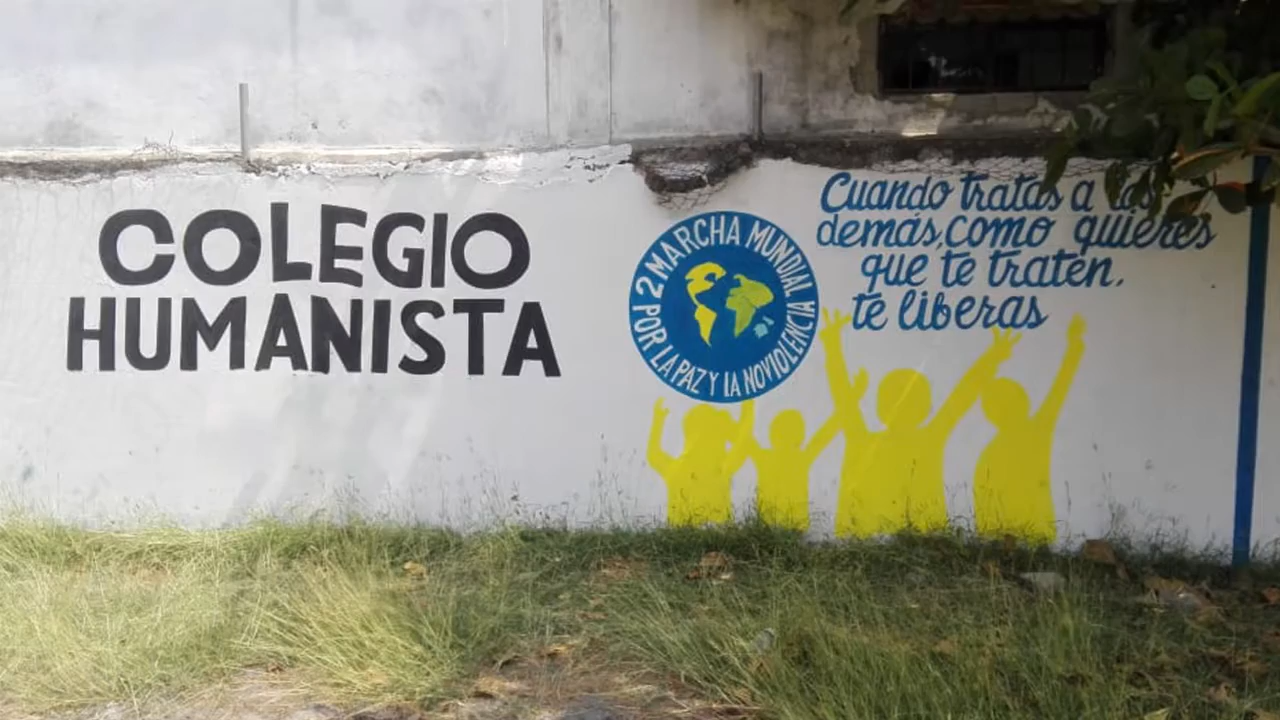 COLEGIO
HUMANISTA
2 MARCHA MUNDIAL
POR LA PAZ Y LA NOVIOLENCIA
Cuando tratas a los
demás, como quieres
que te traten.
te liberas